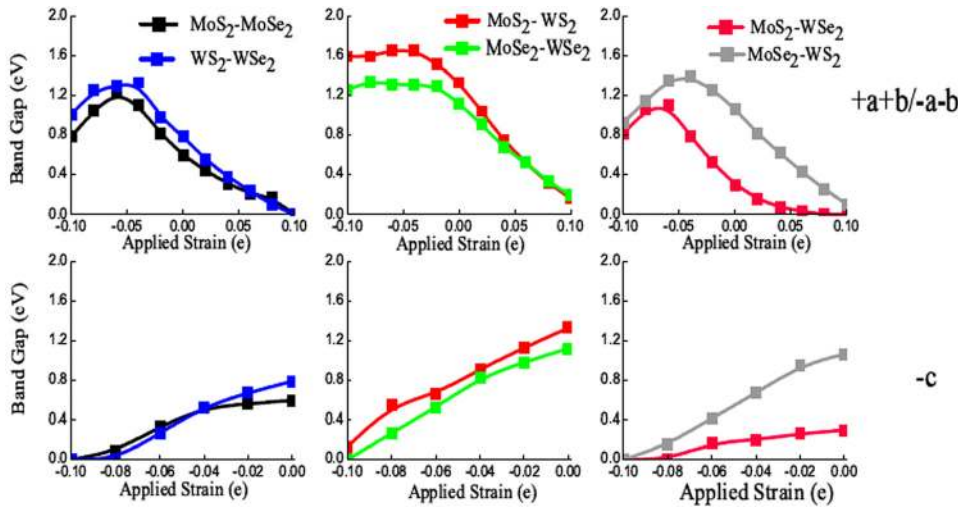 MoS2-MoSe2
WS2-WSe2
Band Gap (eV)
2.0
1.6
1.2
0.8
0.4
0.0
-0.10 -0.05 0.00 0.05 0.10
Applied Strain (e)
MoS2- WS2
MoSe2-WSe2
2.0
1.6
1.2
0.8
0.4
0.0
-0.10 -0.05 0.00 0.05 0.10
Applied Strain (e)
MoS2-WSe2
MoSe2-WS2
2.0
1.6
1.2
0.8
0.4
0.0
-0.10 -0.05 0.00 0.05 0.10
Applied Strain (e)
+a+b/-a-b
Band Gap (eV)
2.0
1.6
1.2
0.8
0.4
0.0
-0.10 -0.08 -0.06 -0.04 -0.02 0.00
Applied Strain (e)
2.0
1.6
1.2
0.8
0.4
0.0
-0.10 -0.08 -0.06 -0.04 -0.02 0.00
Applied Strain (e)
2.0
1.6
1.2
0.8
0.4
0.0
-0.10 -0.08 -0.06 -0.04 -0.02 0.00
Applied Strain (e)
-c